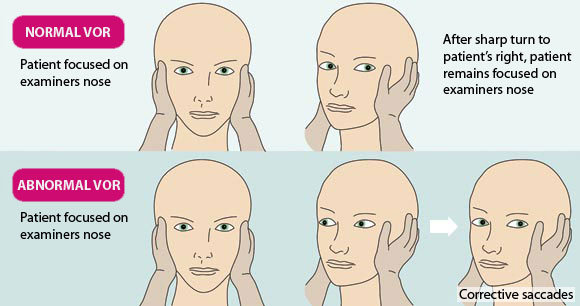 NORMAL VOR
Patient focused on
examiners nose
After sharp turn to
patient's right, patient
remains focused on
examiners nose
ABNORMAL VOR
Patient focused on
examiners nose
Corrective saccades